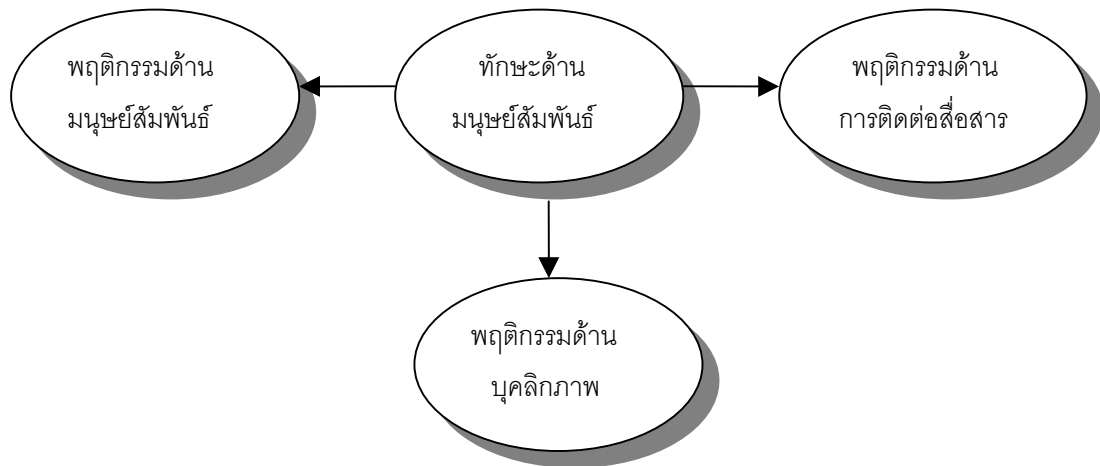 พฤติกรรมด้าน
มนุษย์สัมพันธ์
ทักษะด้าน
มนุษย์สัมพันธ์
พฤติกรรมด้าน
การติดต่อสื่อสาร
พฤติกรรมด้าน
บุคลิกภาพ